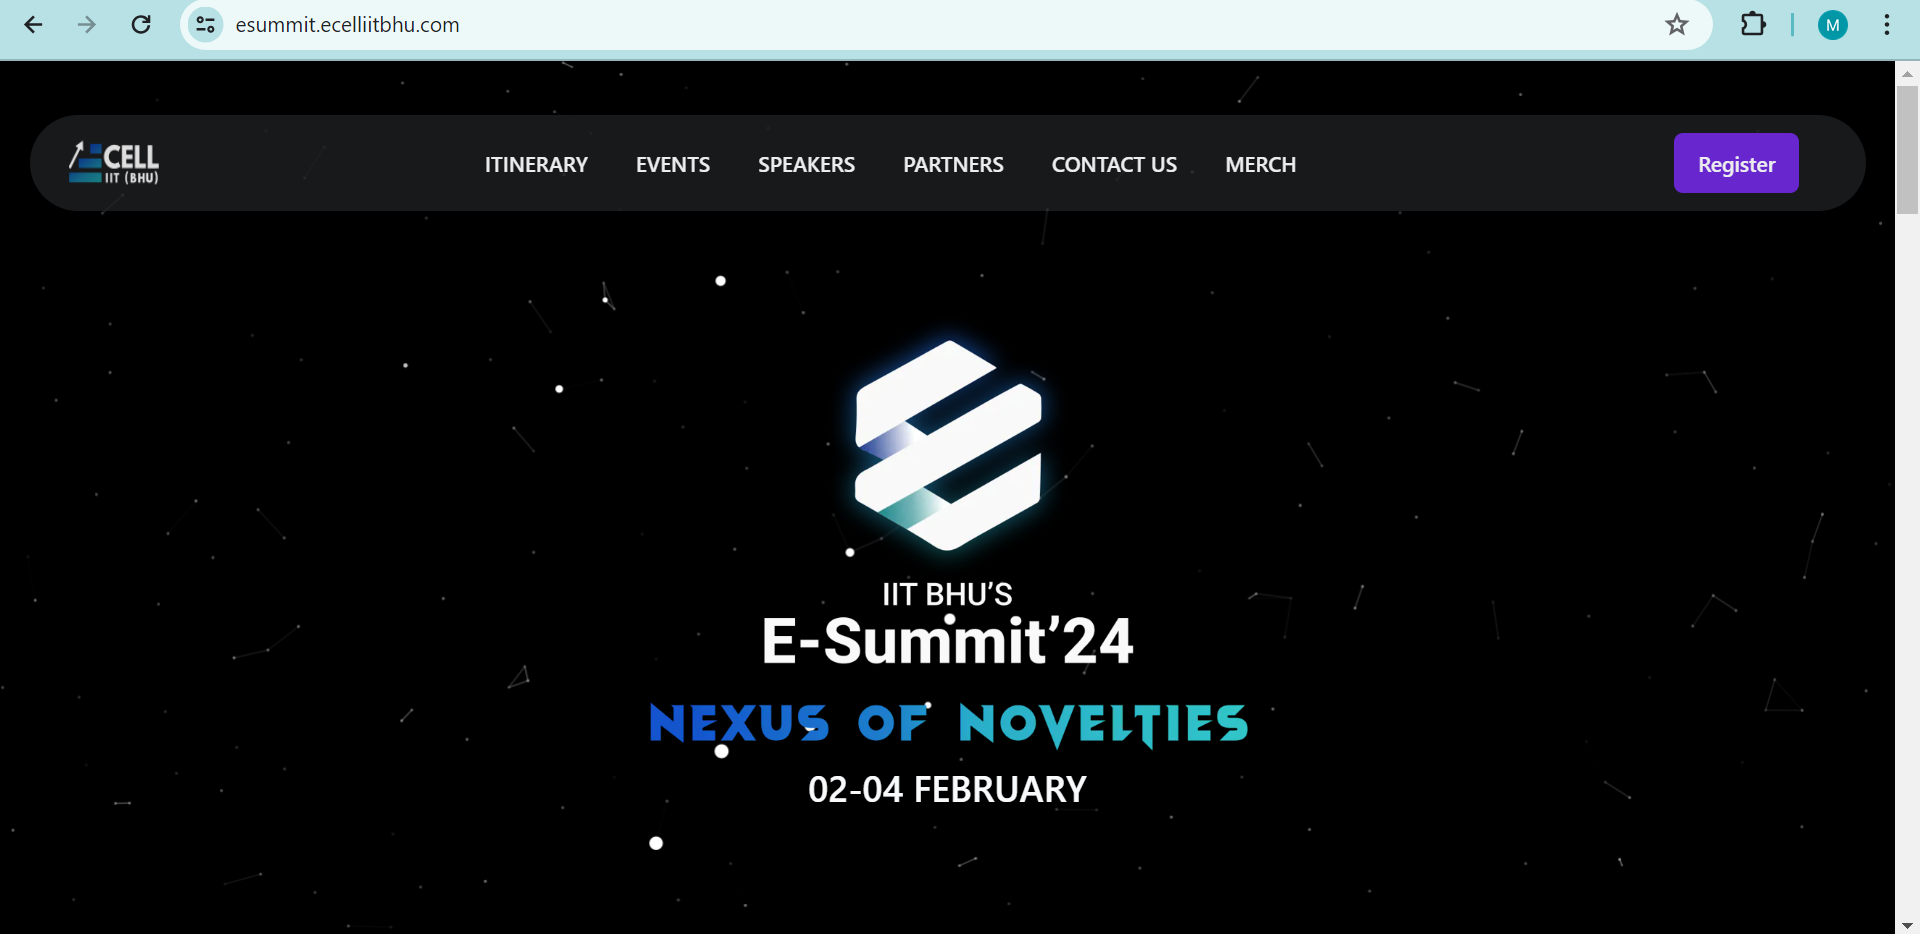 esummit.ecelliitbhu.com
M
CELL
IIT (BHU)
ITINERARY EVENTS SPEAKERS PARTNERS CONTACT US MERCH
Register
IIT BHU’S
E-Summit’24
NEXUS OF NOVELTIES
02-04 FEBRUARY